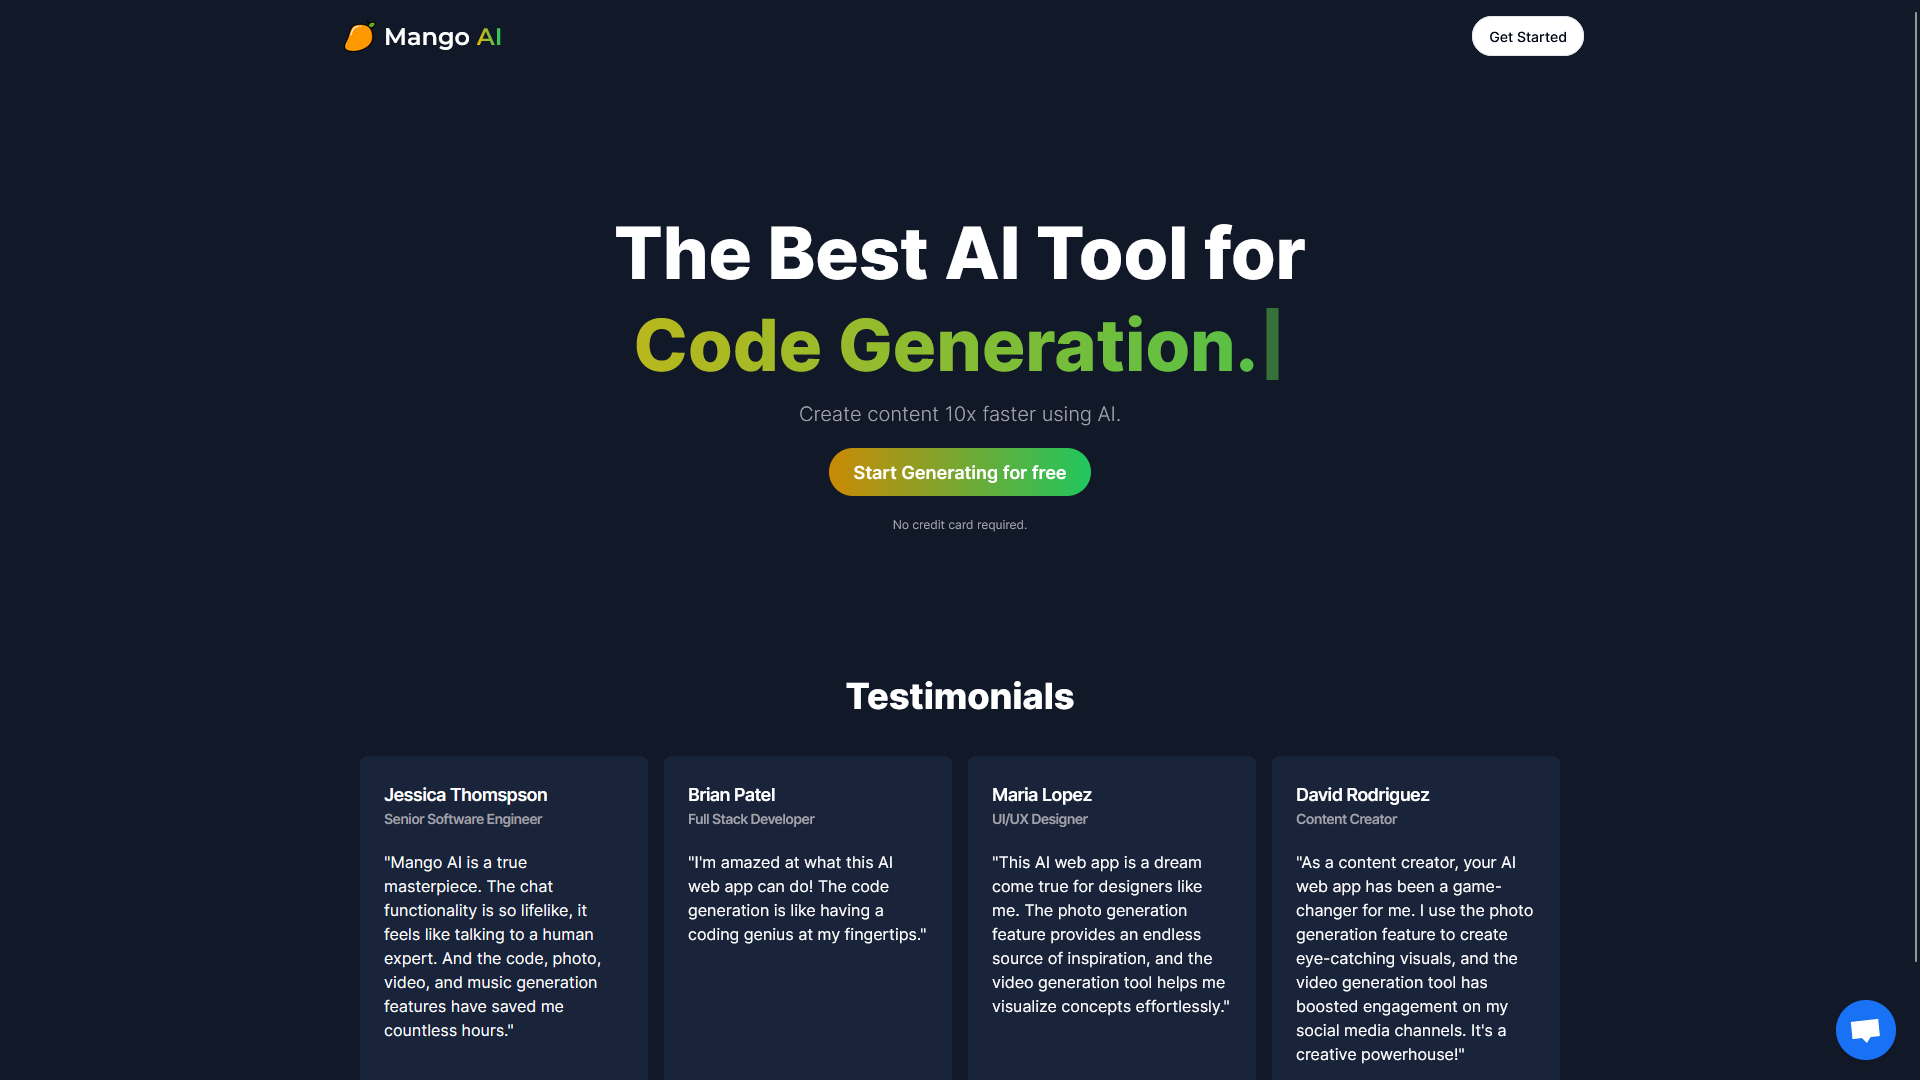 Mango AI
Get Started
The Best AI Tool for
Code Generation.
Create content 10x faster using AI.
Start Generating for free
No credit card required.
Testimonials
Jessica Thomspson
Senior Software Engineer
"Mango AI is a true
masterpiece. The chat
functionality is so lifelike, it
feels like talking to a human
expert. And the code, photo,
video, and music generation
features have saved me
countless hours."
Brian Patel
Full Stack Developer
"I'm amazed at what this AI
web app can do! The code
generation is like having a
coding genius at my fingertips."
Maria Lopez
UI/UX Designer
"This AI web app is a dream
come true for designers like
me. The photo generation
feature provides an endless
source of inspiration, and the
video generation tool helps me
visualize concepts effortlessly."
David Rodriguez
Content Creator
"As a content creator, your AI
web app has been a game-
changer for me. I use the photo
generation feature to create
eye-catching visuals, and the
video generation tool has
boosted engagement on my
social media channels. It's a
creative powerhouse!"